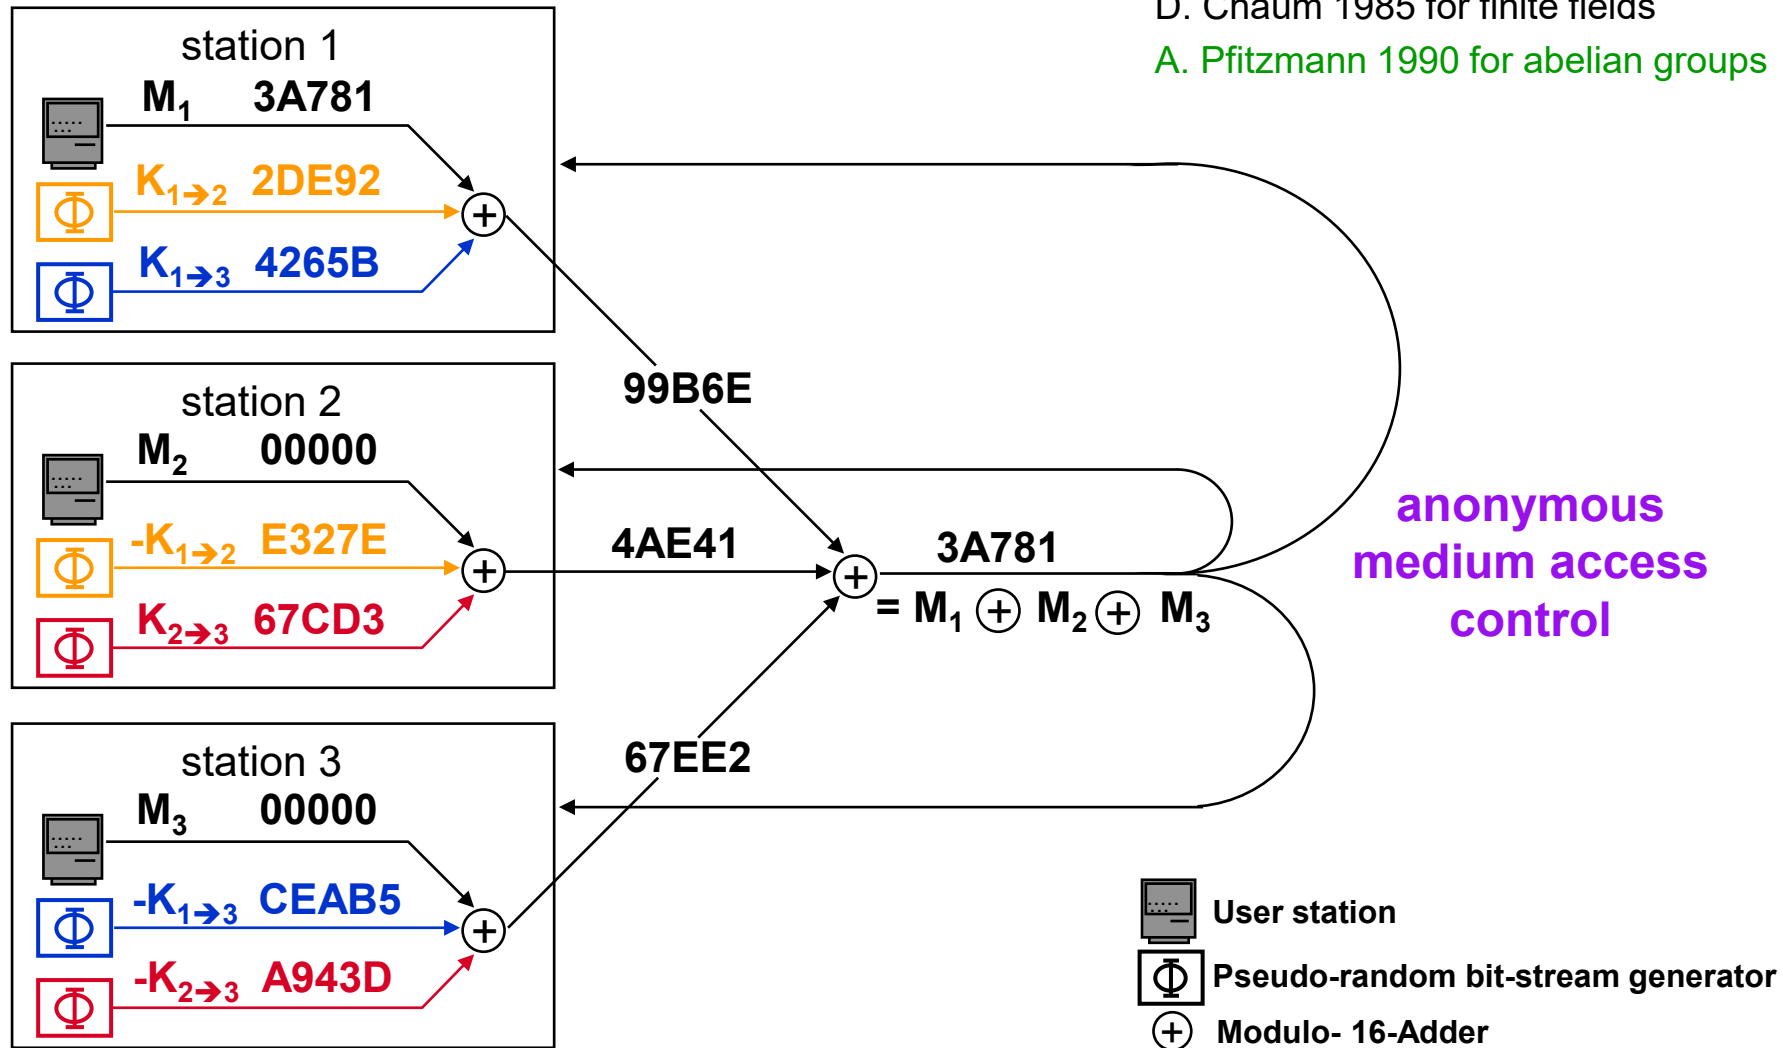 D. Chaum 1985 for finite fields
A. Pfitzmann 1990 for abelian groups
station 1
M1 3A781
Φ K1➔2 2DE92
Φ K1➔3 4265B
+
99B6E
station 2
M2 00000
Φ -K1➔2 E327E
Φ K2➔3 67CD3
+
4AE41
+
3A781
= M1 + M2 + M3
anonymous
medium access
control
station 3
M3 00000
Φ -K1➔3 CEAB5
Φ -K2➔3 A943D
+
67EE2
User station
Φ Pseudo-random bit-stream generator
+ Modulo- 16-Adder